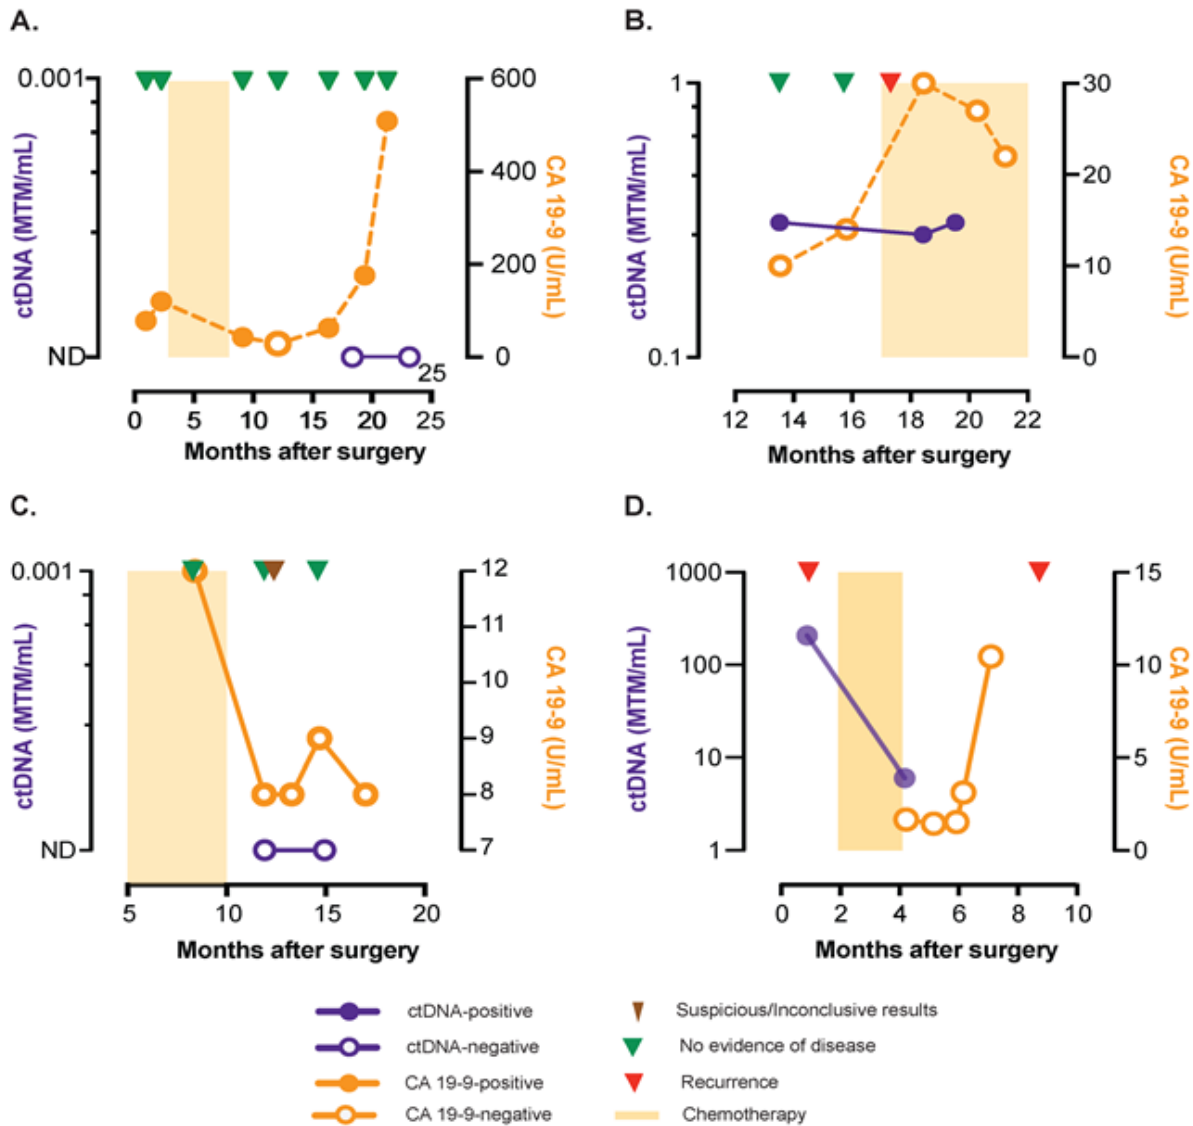 A.
0.001
ND
ctDNA (MTM/mL)
600
400
200
0
CA 19-9 (U/mL)
25
0 5 10 15 20 25
Months after surgery
B.
1
0.1
ctDNA (MTM/mL)
30
20
10
0
CA 19-9 (U/mL)
12 14 16 18 20 22
Months after surgery
C.
0.001
ND
ctDNA (MTM/mL)
12
11
10
9
8
7
CA 19-9 (U/mL)
5 10 15 20
Months after surgery
D.
1000
100
10
1
ctDNA (MTM/mL)
15
10
5
0
CA 19-9 (U/mL)
0 2 4 6 8 10
Months after surgery
ctDNA-positive
ctDNA-negative
CA 19-9-positive
CA 19-9-negative
Suspicious/Inconclusive results
No evidence of disease
Recurrence
Chemotherapy